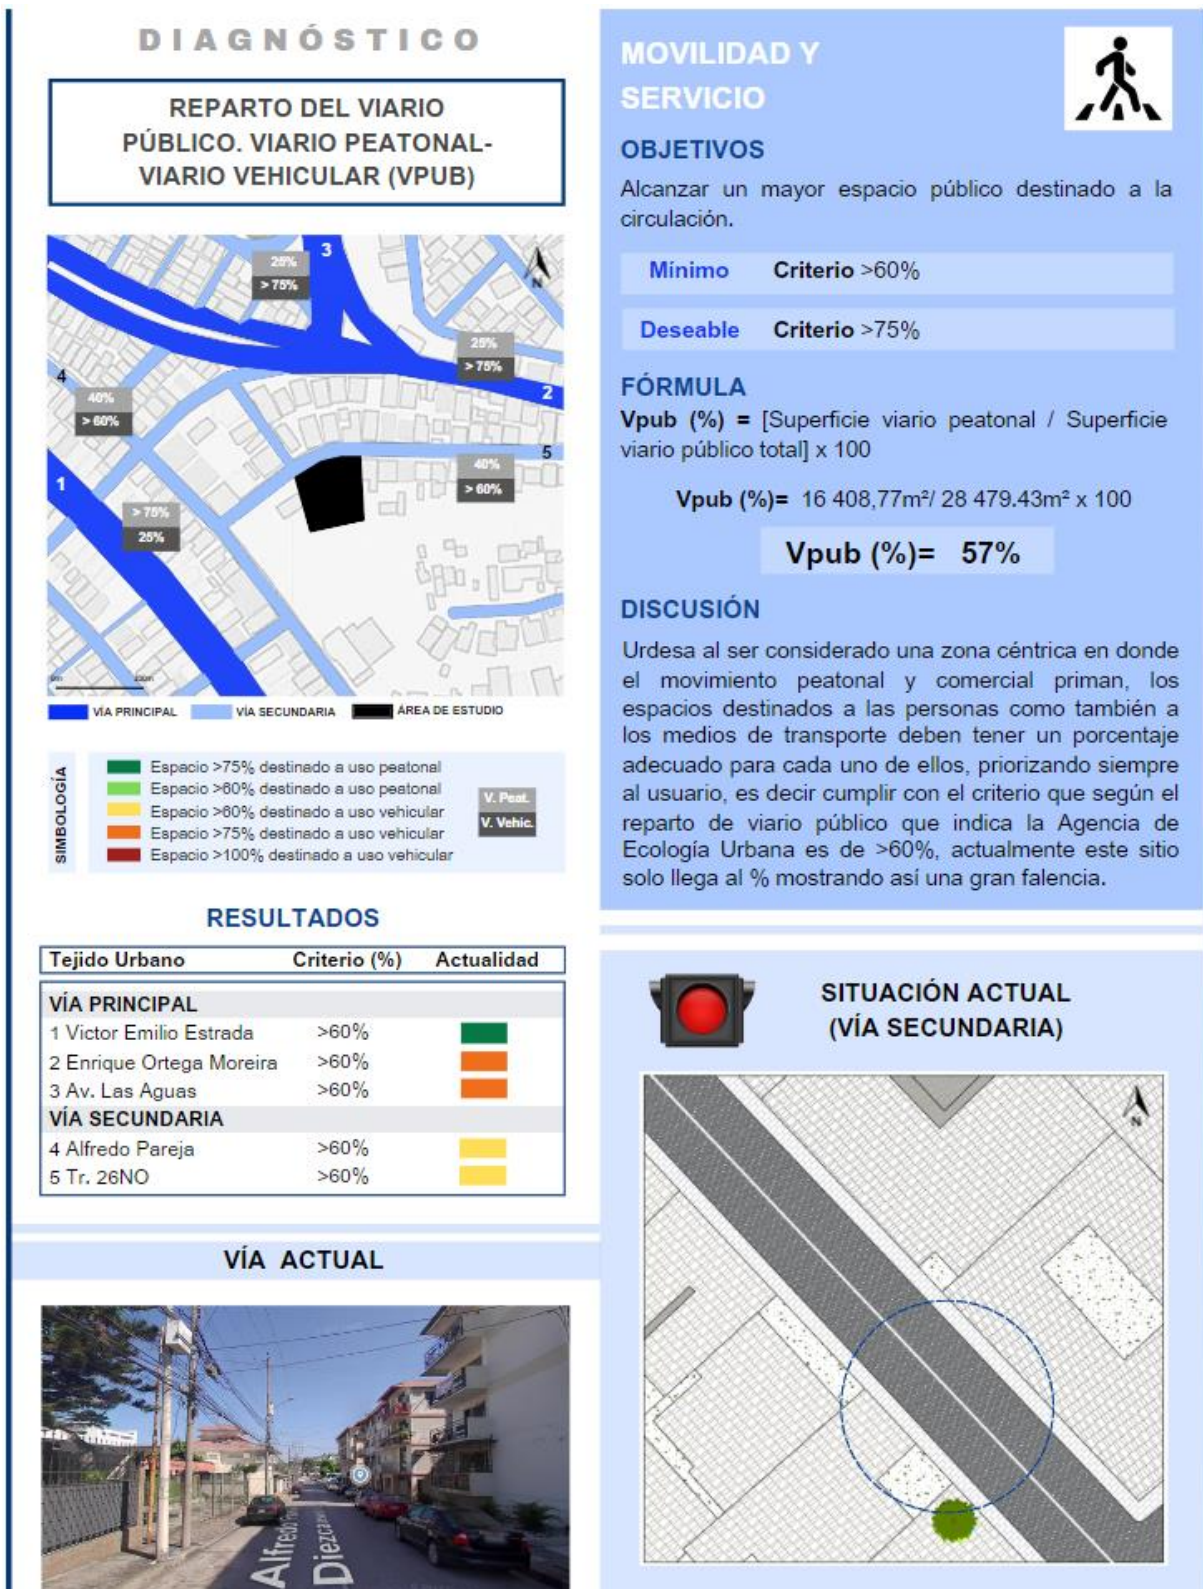 DIAGNÓSTICO
REPARTO DEL VIARIO
PÚBLICO. VIARIO PEATONAL-
VIARIO VEHICULAR (VPUB)
3
25%
> 75%
N
25%
> 75%
2
4
40%
> 60%
5
40%
> 60%
1
> 75%
25%
VÍA PRINCIPAL
VÍA SECUNDARIA
ÁREA DE ESTUDIO
SIMBOLOGÍA
Espacio >75% destinado a uso peatonal
Espacio >60% destinado a uso peatonal
Espacio >60% destinado a uso vehicular
Espacio >75% destinado a uso vehicular
Espacio >100% destinado a uso vehicular
V. Peat.
V. Vehic.
RESULTADOS
Tejido Urbano Criterio (%) Actualidad
VÍA PRINCIPAL
1 Victor Emilio Estrada >60%
2 Enrique Ortega Moreira >60%
3 Av. Las Aguas >60%
VÍA SECUNDARIA
4 Alfredo Pareja >60%
5 Tr. 26NO >60%
VÍA ACTUAL
Alfredo
MOVILIDAD Y
SERVICIO
OBJETIVOS
Alcanzar un mayor espacio público destinado a la
circulación.
Mínimo Criterio >60%
Deseable Criterio >75%
FÓRMULA
Vpub (%) = [Superficie viario peatonal / Superficie
viario público total] x 100
Vpub (%)= 16 408,77m²/ 28 479.43m² x 100
Vpub (%)= 57%
DISCUSIÓN
Urdesa al ser considerado una zona céntrica en donde
el movimiento peatonal y comercial priman, los
espacios destinados a las personas como también a
los medios de transporte deben tener un porcentaje
adecuado para cada uno de ellos, priorizando siempre
al usuario, es decir cumplir con el criterio que según el
reparto de viario público que indica la Agencia de
Ecología Urbana es de >60%, actualmente este sitio
solo llega al % mostrando así una gran falencia.
SITUACIÓN ACTUAL
(VÍA SECUNDARIA)
N